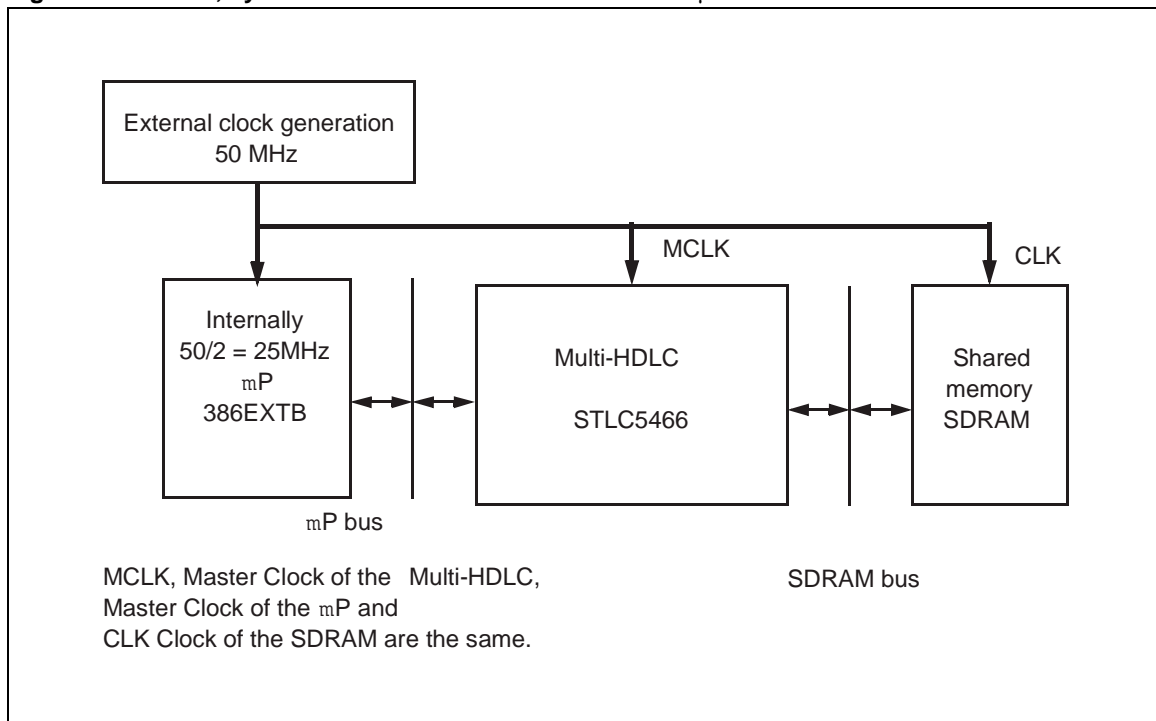 External clock generation
50 MHz
MCLK
CLK
Internally
50/2 = 25MHz
mP
386EXTB
Multi-HDLC
STLC5466
Shared
memory
SDRAM
mP bus
SDRAM bus
MCLK, Master Clock of the Multi-HDLC,
Master Clock of the mP and
CLK Clock of the SDRAM are the same.